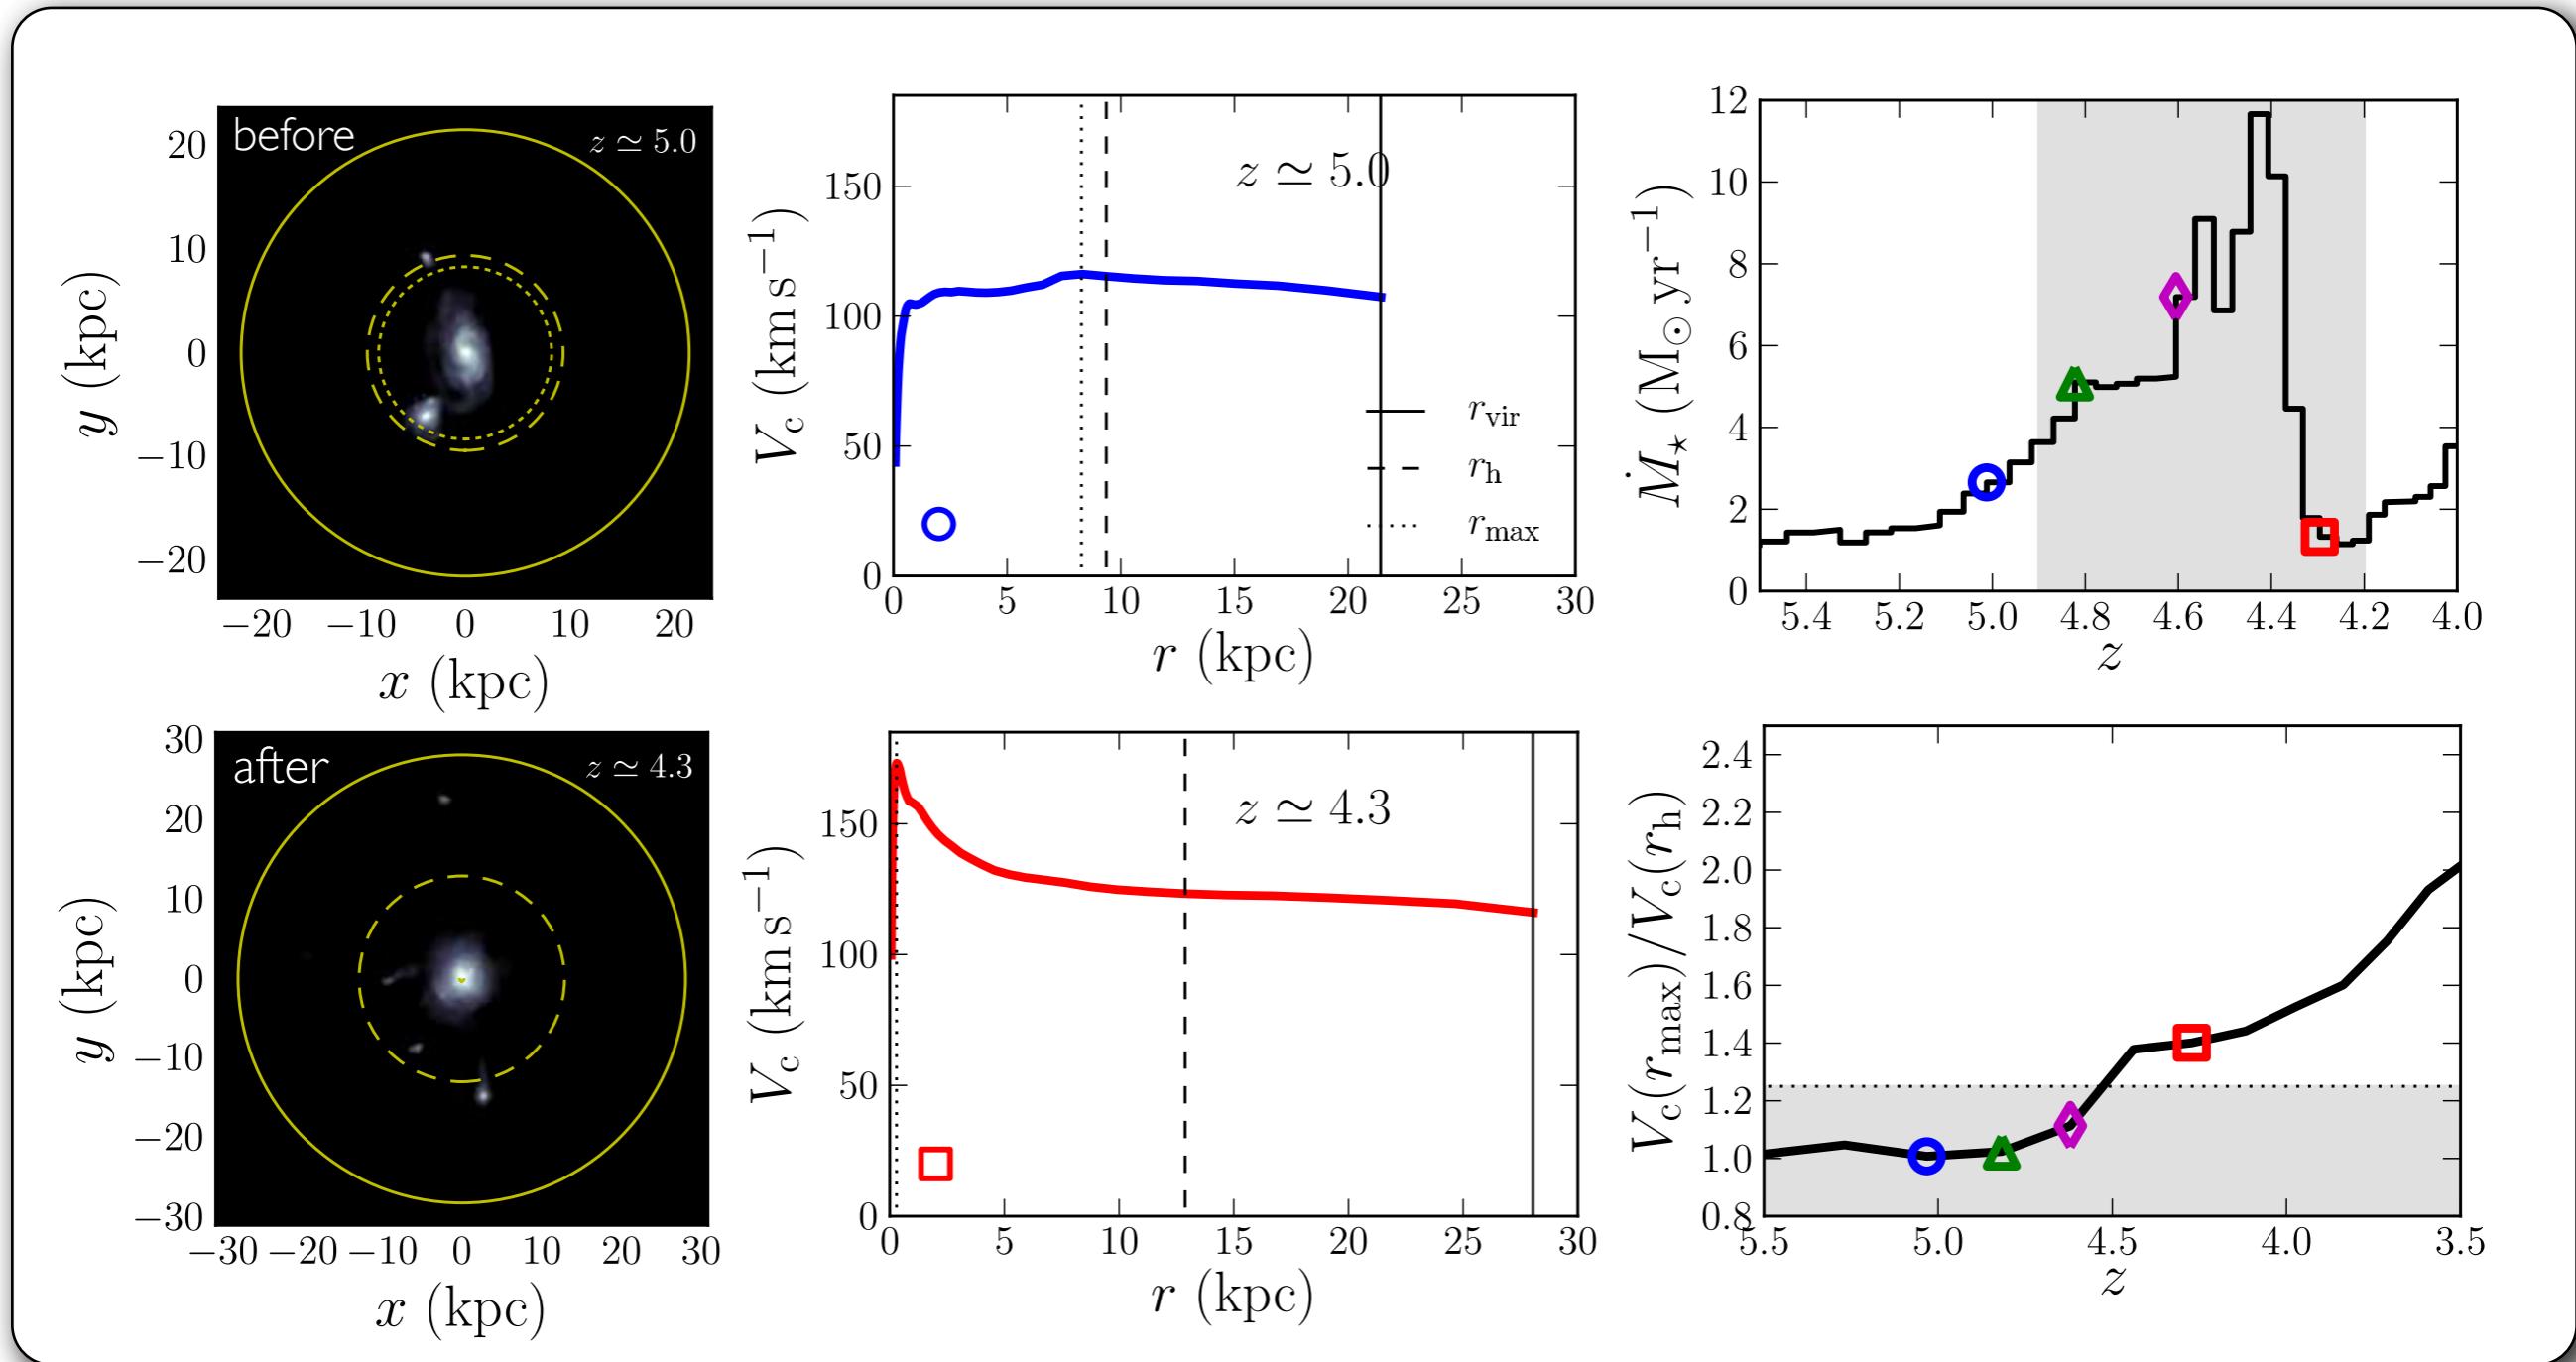 before
z ≃ 5.0
20
10
0
−10
−20
y (kpc)
−20 −10 0 10 20
x (kpc)
z ≃ 5.0
150
100
50
0
V_c (km s^−1)
r_vir
r_h
r_max
0 5 10 15 20 25 30
r (kpc)
12
10
8
6
4
2
0
Ṁ_⋆ (M_⊙ yr^−1)
5.4 5.2 5.0 4.8 4.6 4.4 4.2 4.0
z
after
z ≃ 4.3
30
20
10
0
−10
−20
−30
y (kpc)
−30 −20 −10 0 10 20 30
x (kpc)
z ≃ 4.3
150
100
50
0
V_c (km s^−1)
0 5 10 15 20 25 30
r (kpc)
2.4
2.2
2.0
1.8
1.6
1.4
1.2
1.0
0.8
V_c(r_max)/V_c(r_h)
5.5 5.0 4.5 4.0 3.5
z